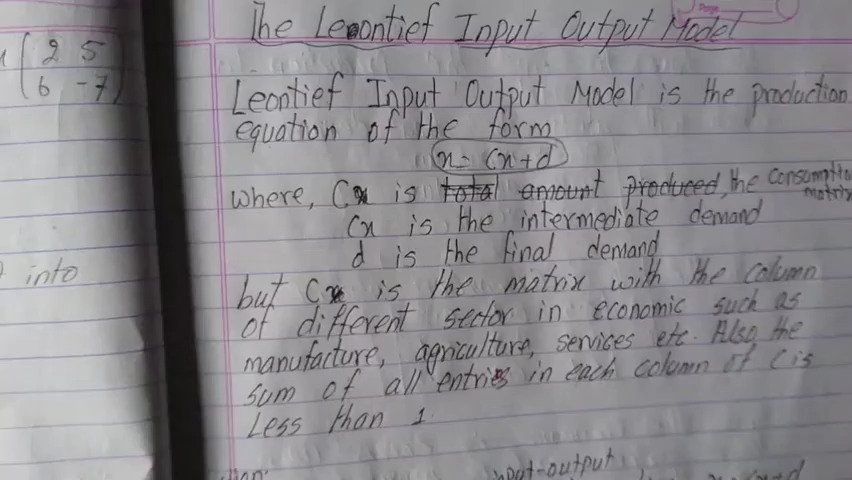 The Leontief Input Output Model
2 5
6 -7
Leontief Input Output Model is the production
equation of the form
x = Cx + d
where, C is total amount produced, the consumption matrix
Cx is the intermediate demand
d is the final demand
into
but C is the matrix with the column
of different sector in economic such as
manufacture, agriculture, services etc. Also, the
sum of all entries in each column of C is
Less than 1.
input-output